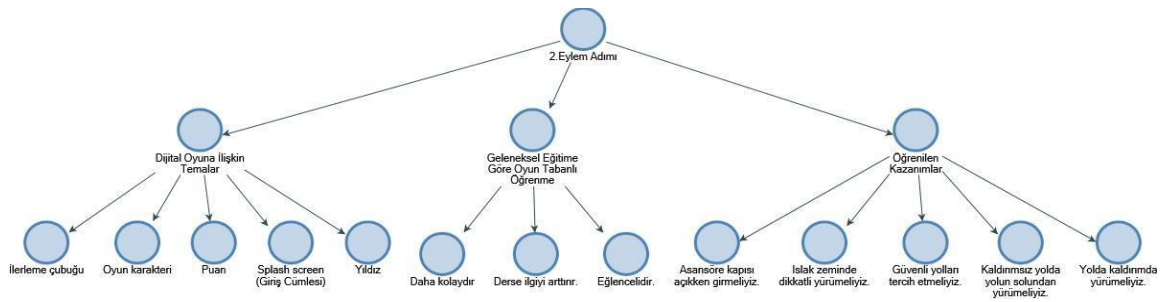 2.Eylem Adımı
Dijital Oyuna İlişkin
Temalar
Geleneksel Eğitime
Göre Oyun Tabanlı
Öğrenme
Öğrenilen
Kazanımlar
İlerleme çubuğu
Oyun karakteri
Puan
Splash screen
(Giriş Cümlesi)
Yıldız
Daha kolaydır
Derse ilgiyi arttırır.
Eğlencelidir.
Asansöre kapısı
açıkken girmeliyiz.
Islak zeminde
dikkatli yürümeliyiz.
Güvenli yolları
tercih etmeliyiz.
Kaldırımsız yolda
yolun solundan
yürümeliyiz.
Yolda kaldırımda
yürümeliyiz.